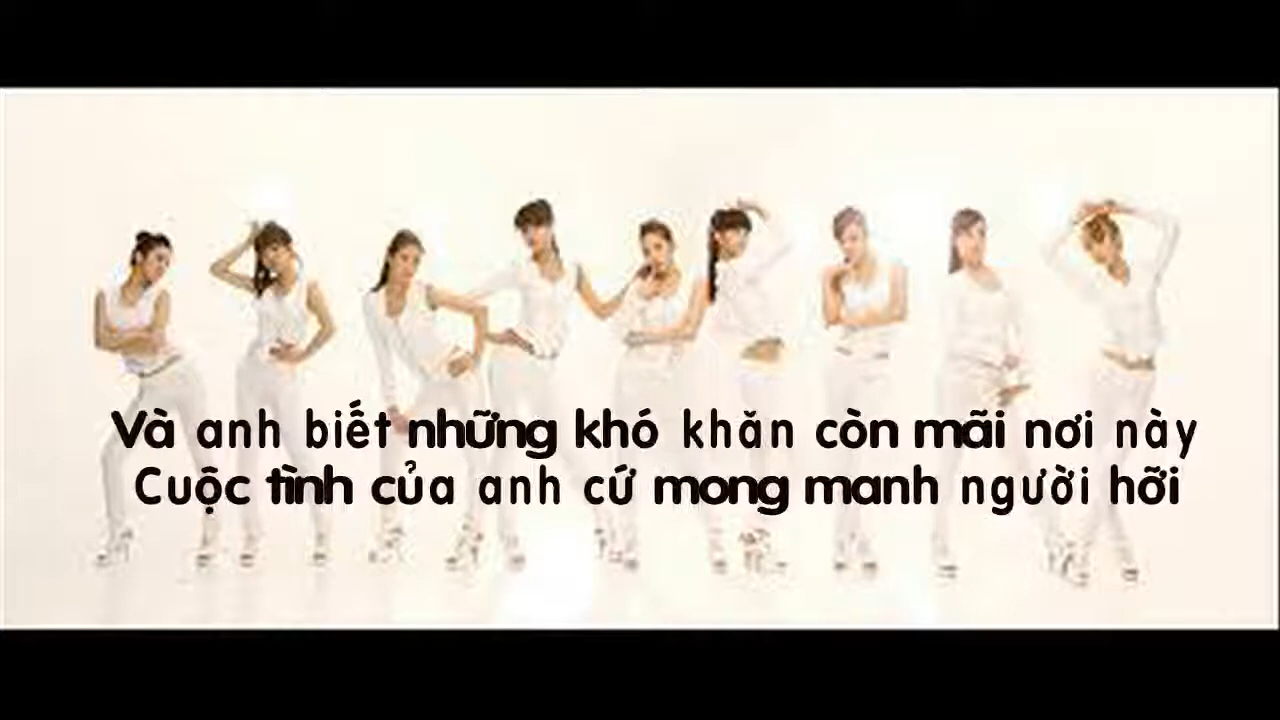 Và anh biết những khó khăn còn mãi nơi này
Cuộc tình của anh cứ mong manh người hỡi